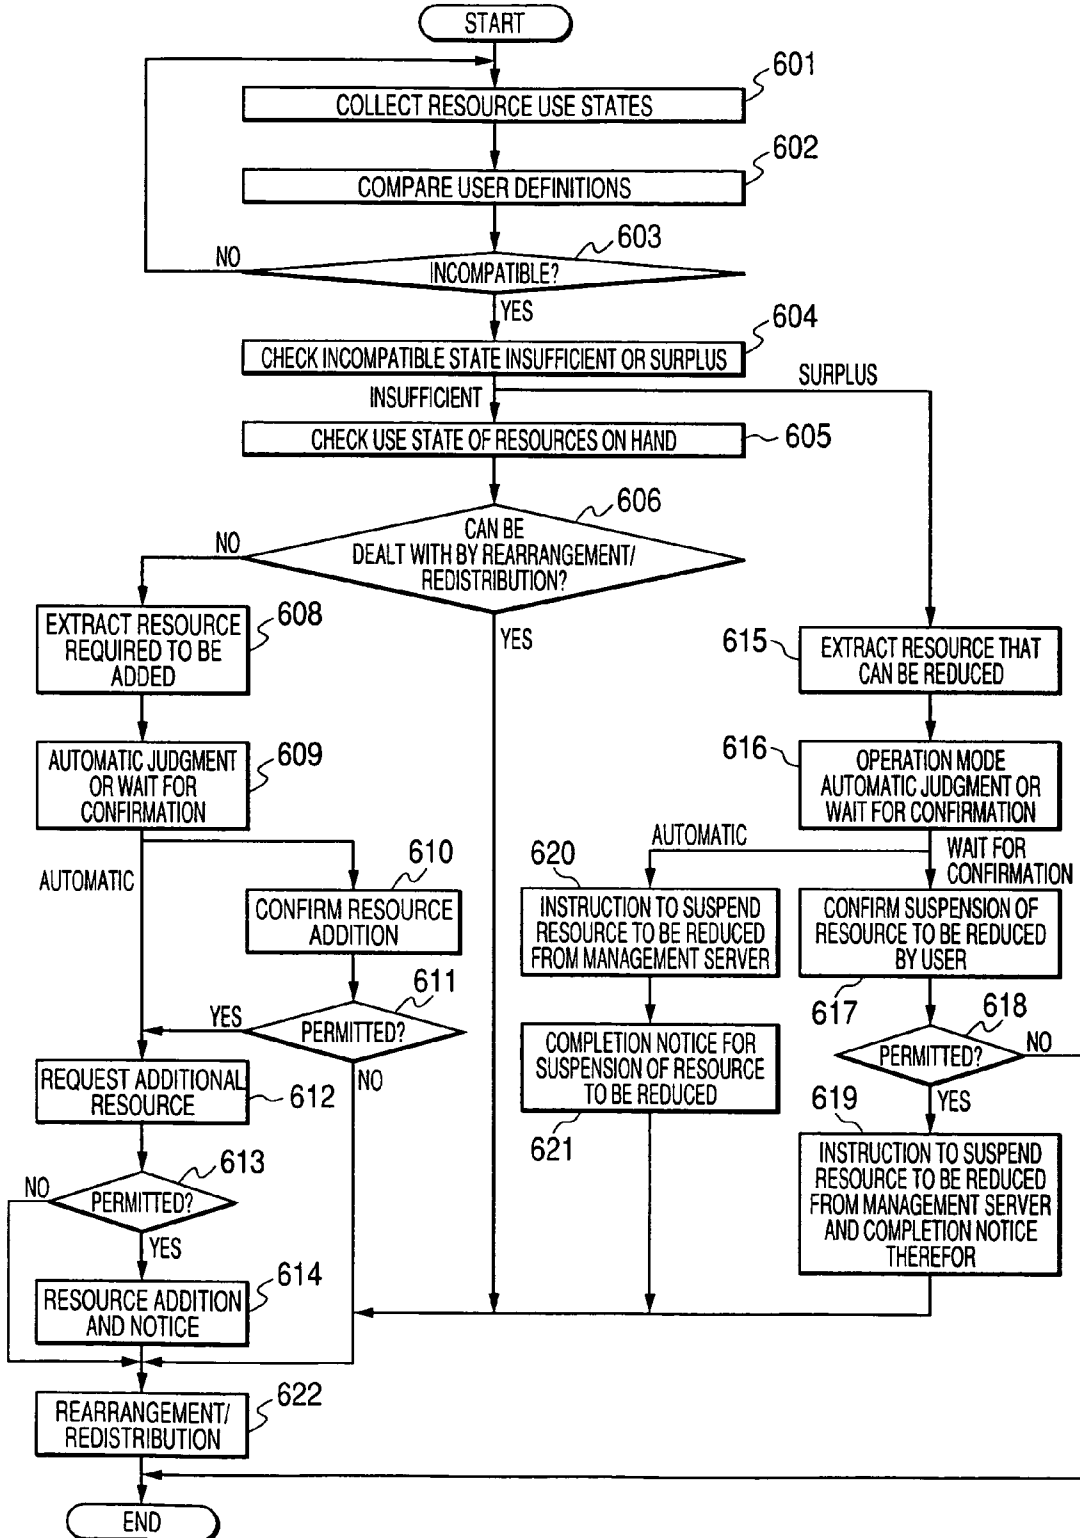 START
601
COLLECT RESOURCE USE STATES
602
COMPARE USER DEFINITIONS
603
NO
INCOMPATIBLE?
YES
604
CHECK INCOMPATIBLE STATE INSUFFICIENT OR SURPLUS
SURPLUS
INSUFFICIENT
CHECK USE STATE OF RESOURCES ON HAND
605
606
CAN BE
DEALT WITH BY REARRANGEMENT/
REDISTRIBUTION?
NO
YES
608
EXTRACT RESOURCE
REQUIRED TO BE
ADDED
615
EXTRACT RESOURCE THAT
CAN BE REDUCED
609
AUTOMATIC JUDGMENT
OR WAIT FOR
CONFIRMATION
616
OPERATION MODE
AUTOMATIC JUDGMENT OR
WAIT FOR CONFIRMATION
AUTOMATIC
610
CONFIRM RESOURCE
ADDITION
AUTOMATIC
WAIT FOR
CONFIRMATION
620
INSTRUCTION TO SUSPEND
RESOURCE TO BE REDUCED
FROM MANAGEMENT SERVER
CONFIRM SUSPENSION OF
RESOURCE TO BE REDUCED
BY USER
617
611
PERMITTED?
YES
NO
618
PERMITTED?
NO
YES
COMPLETION NOTICE FOR
SUSPENSION OF RESOURCE
TO BE REDUCED
621
REQUEST ADDITIONAL
RESOURCE
612
619
INSTRUCTION TO SUSPEND
RESOURCE TO BE REDUCED
FROM MANAGEMENT SERVER
AND COMPLETION NOTICE
THEREFOR
613
NO
PERMITTED?
YES
614
RESOURCE ADDITION
AND NOTICE
622
REARRANGEMENT/
REDISTRIBUTION
END